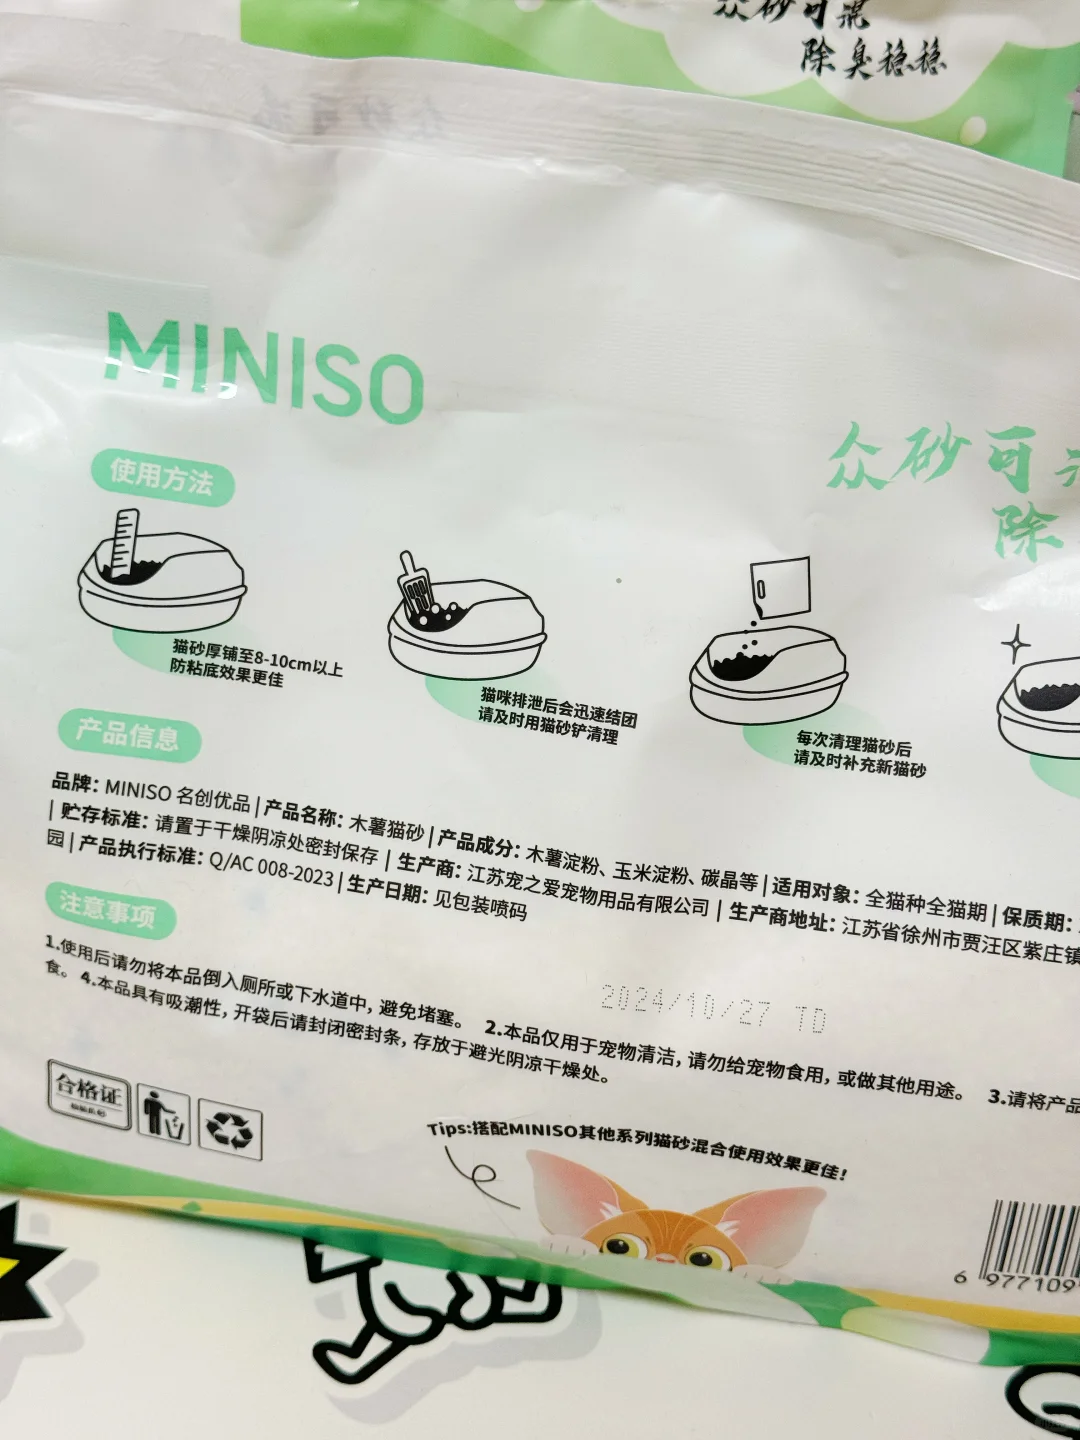 众砂可混
除臭稳稳
MINISO
众砂可
除
使用方法
猫砂厚铺至8-10cm以上
防粘底效果更佳
猫咪排泄后会迅速结团
请及时用猫砂铲清理
每次清理猫砂后
请及时补充新猫砂
产品信息
品牌：MINISO 名创优品 | 产品名称：木薯猫砂 | 产品成分：木薯淀粉、玉米淀粉、碳晶等 | 适用对象：全猫种全猫期 | 保质期：
| 贮存标准：请置于干燥阴凉处密封保存 | 生产商：江苏宠之爱宠物用品有限公司 | 生产商地址：江苏省徐州市贾汪区紫庄镇
园 | 产品执行标准：Q/AC 008-2023 | 生产日期：见包装喷码
2024/10/27 TD
注意事项
1.使用后请勿将本品倒入厕所或下水道中，避免堵塞。 2.本品仅用于宠物清洁，请勿给宠物食用，或做其他用途。 3.请将产品
食。 4.本品具有吸潮性，开袋后请封闭密封条，存放于避光阴凉干燥处。
合格证
Tips:搭配MINISO其他系列猫砂混合使用效果更佳！
6 977109